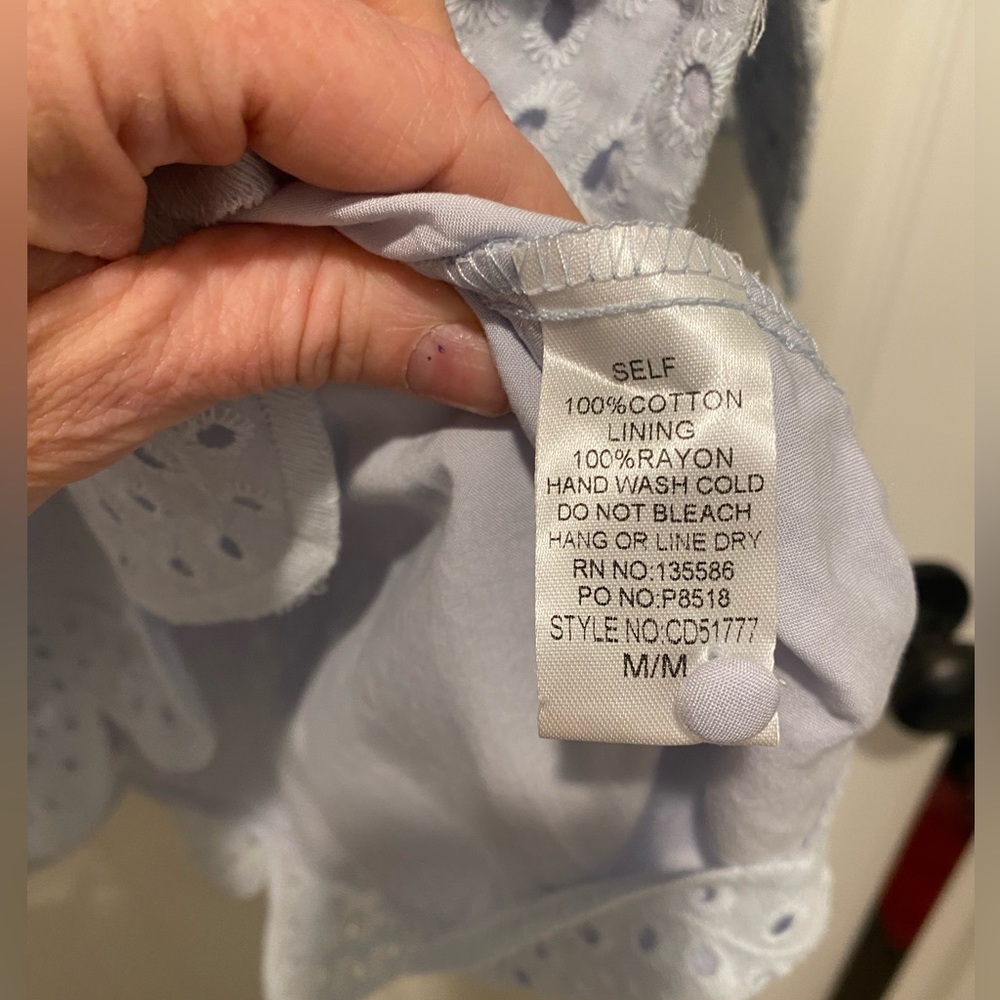 SELF
100%COTTON
LINING
100%RAYON
HAND WASH COLD
DO NOT BLEACH
HANG OR LINE DRY
RN NO:135586
PO NO:P8518
STYLE NO:CD51777
M/M